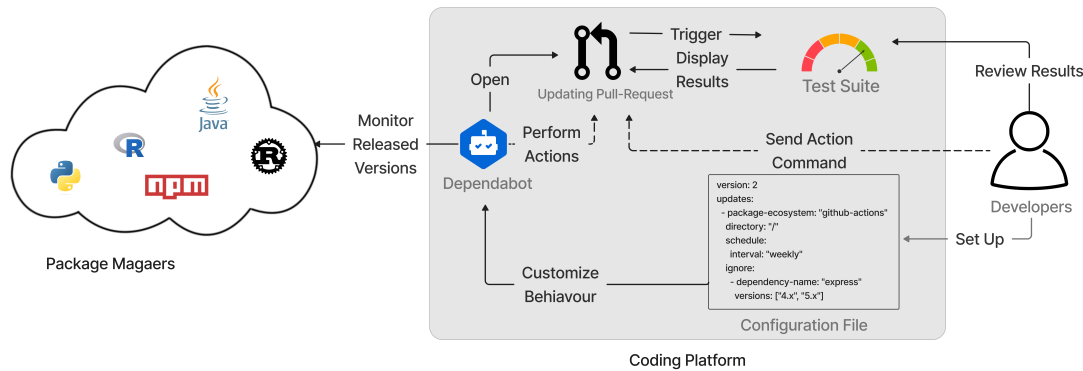 Java
R
R
npm
Package Magaers
Monitor
Released
Versions
Open
Updating Pull-Request
Trigger
Display
Results
Test Suite
Perform
Actions
Dependabot
Send Action
Command
Review Results
Developers
Set Up
version: 2
updates:
- package-ecosystem: "github-actions"
directory: "/"
schedule:
interval: "weekly"
ignore:
- dependency-name: "express"
versions: ["4.x", "5.x"]
Configuration File
Customize
Behiavour
Coding Platform